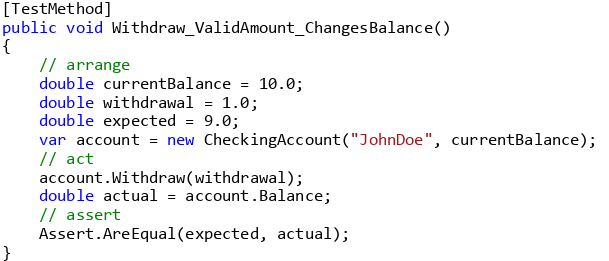 [TestMethod]
public void Withdraw_ValidAmount_ChangesBalance()
{
    // arrange
    double currentBalance = 10.0;
    double withdrawal = 1.0;
    double expected = 9.0;
    var account = new CheckingAccount("JohnDoe", currentBalance);
    // act
    account.Withdraw(withdrawal);
    double actual = account.Balance;
    // assert
    Assert.AreEqual(expected, actual);
}